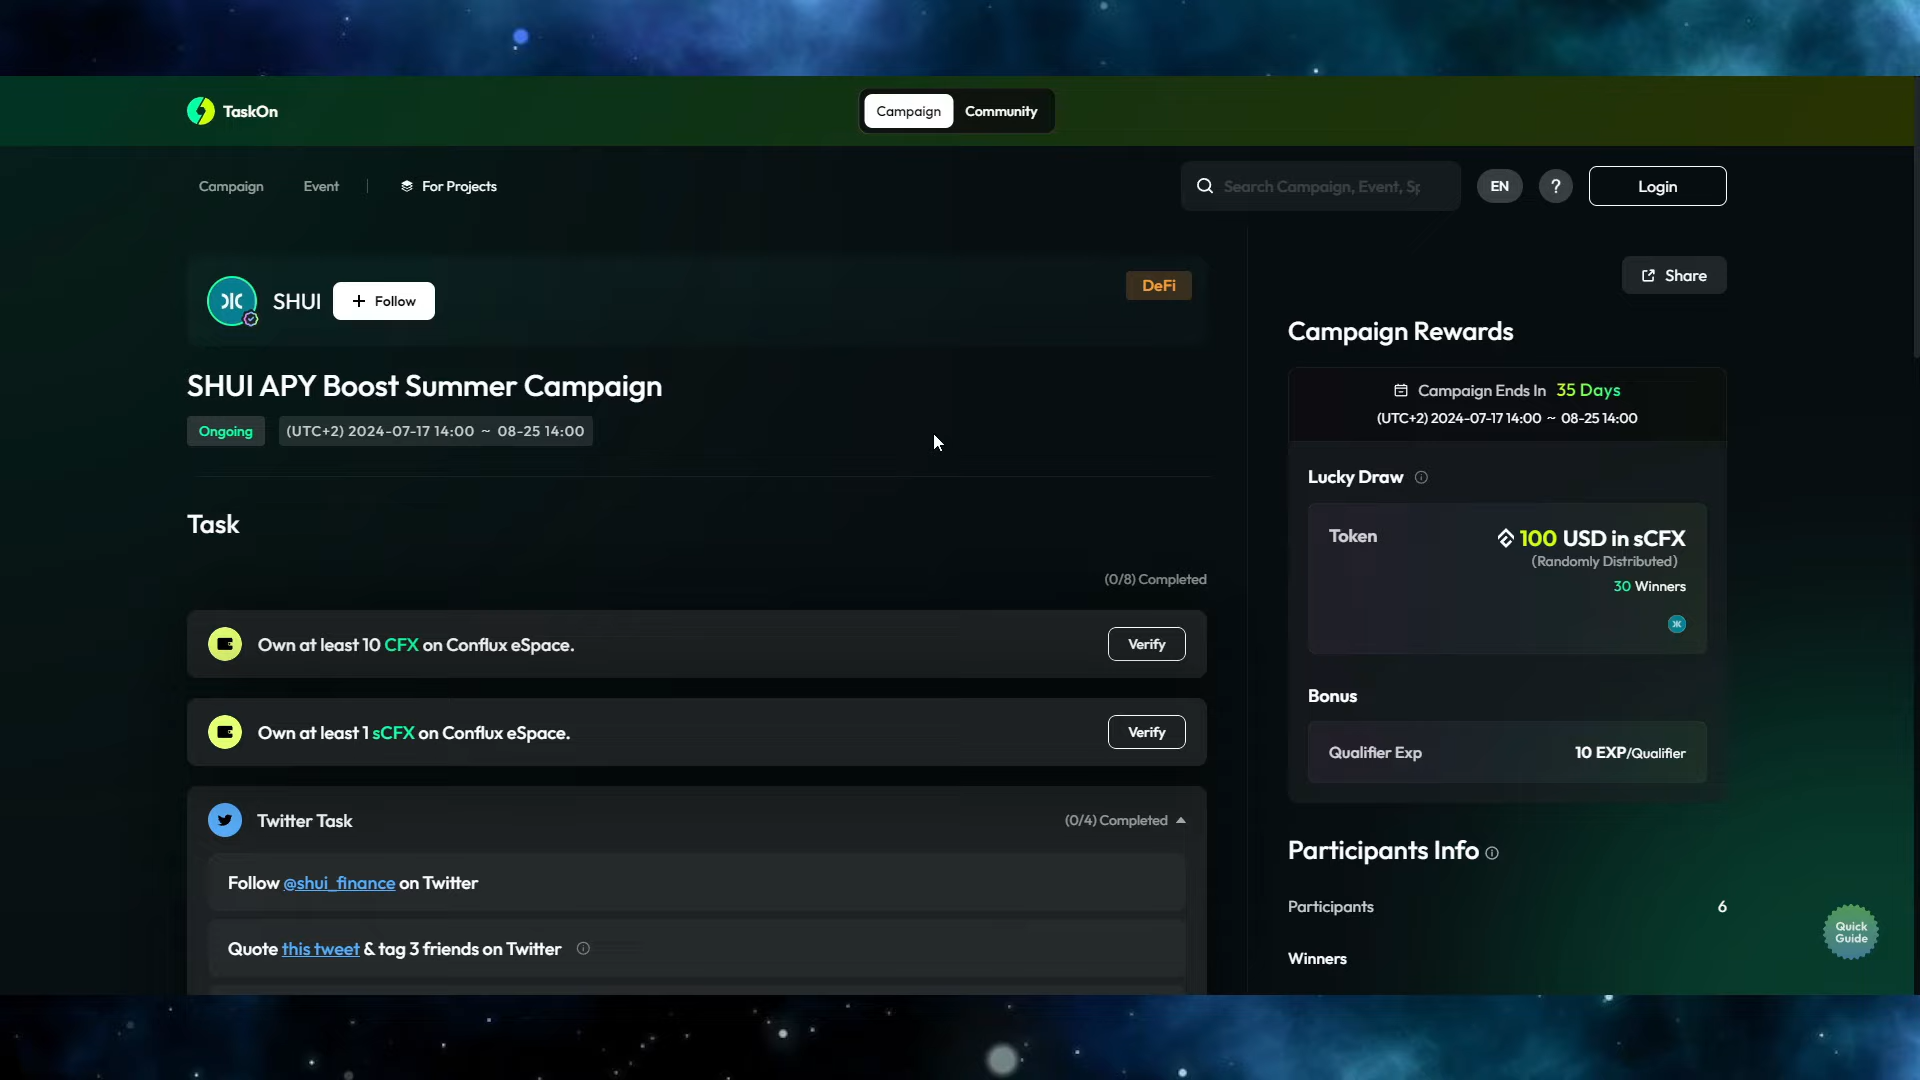 TaskOn
Campaign Community
Campaign Event For Projects
Search Campaign, Event, Sp
EN ? Login
SHUI + Follow
DeFi
SHUI APY Boost Summer Campaign
Ongoing (UTC+2) 2024-07-17 14:00 ~ 08-25 14:00
Task
(0/8) Completed
Own at least 10 CFX on Conflux eSpace.
Verify
Own at least 1 sCFX on Conflux eSpace.
Verify
Twitter Task
(0/4) Completed
Follow @shui_finance on Twitter
Quote this tweet & tag 3 friends on Twitter
Share
Campaign Rewards
Campaign Ends In 35 Days
(UTC+2) 2024-07-17 14:00 ~ 08-25 14:00
Lucky Draw
Token 100 USD in sCFX
(Randomly Distributed)
30 Winners
Bonus
Qualifier Exp 10 EXP/Qualifier
Participants Info
Participants 6
Winners
Quick
Guide